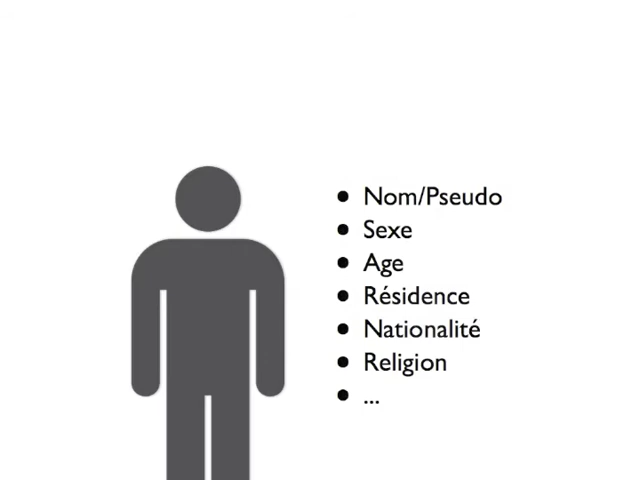 • Nom/Pseudo
• Sexe
• Age
• Résidence
• Nationalité
• Religion
• ...